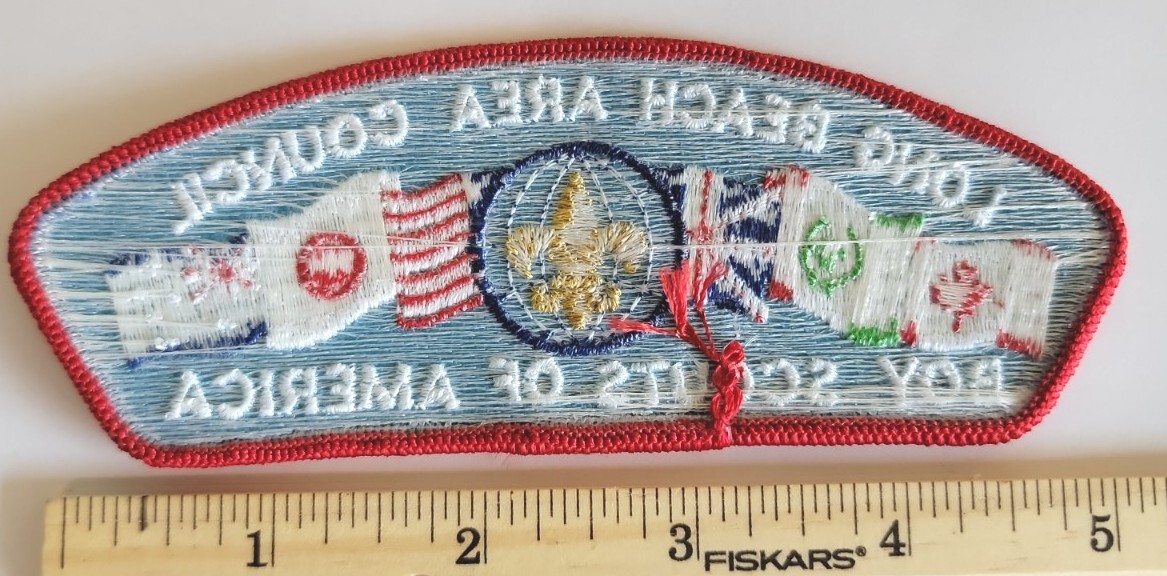 LONG BEACH AREA COUNCIL
BOY SCOUTS OF AMERICA
1 2 3 FISKARS® 4 5